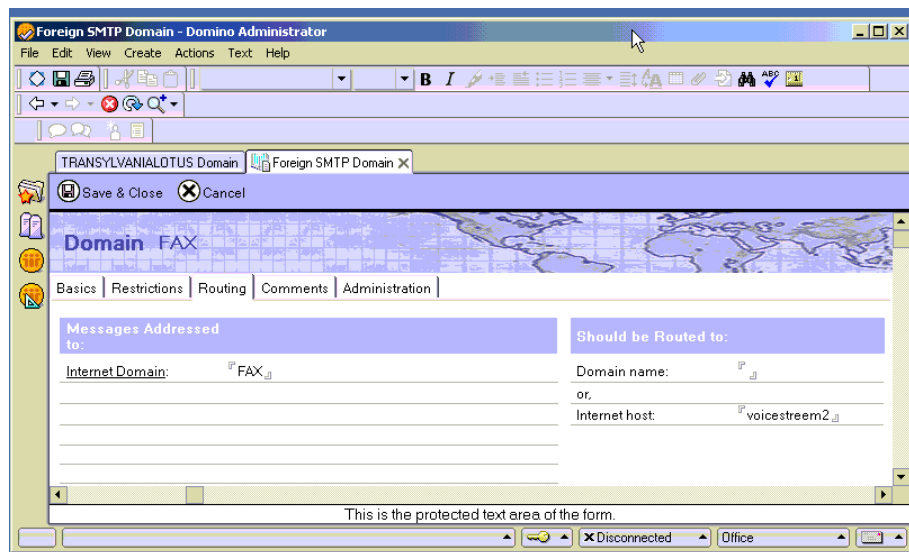 Foreign SMTP Domain - Domino Administrator
File Edit View Create Actions Text Help
B I
ABC
TRANSYLVANIALOTUS Domain Foreign SMTP Domain
Save & Close Cancel
Domain FAX
Basics Restrictions Routing Comments Administration
Messages Addressed to:
Should be Routed to:
Internet Domain: FAX
Domain name:
or,
Internet host: voicestreem2
This is the protected text area of the form.
Disconnected Office